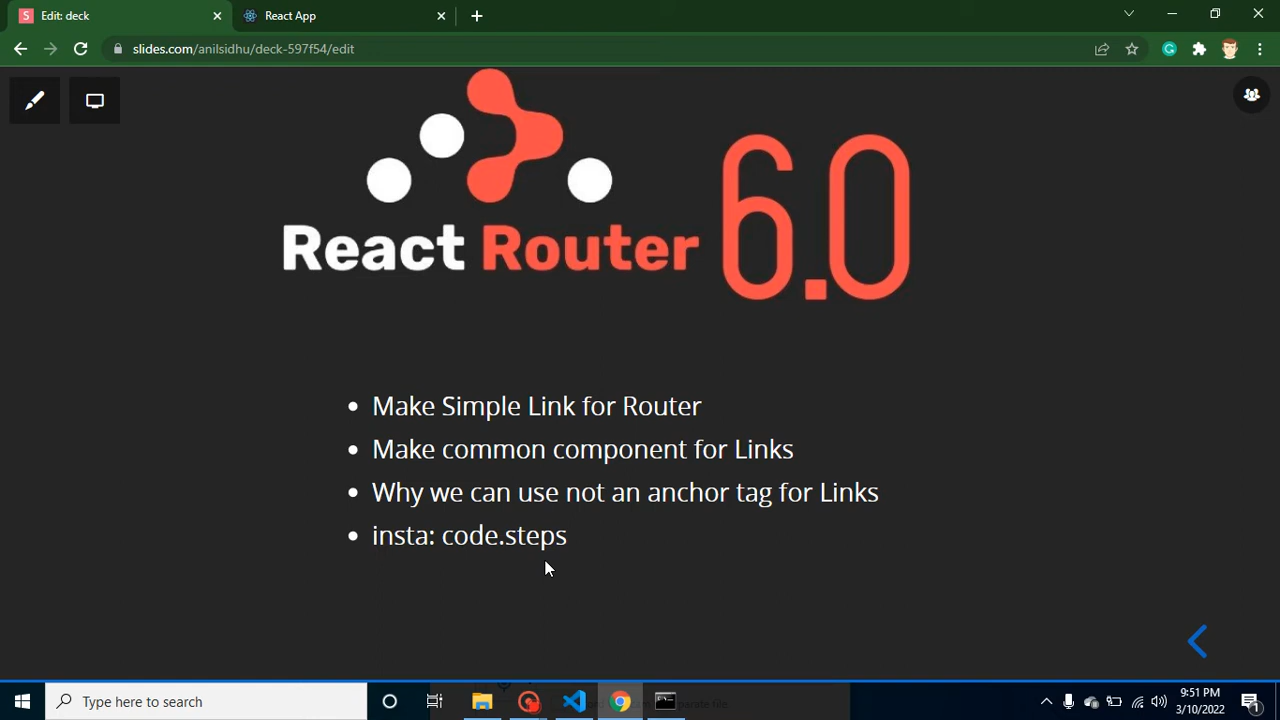 Edit: deck
React App
slides.com/anilsidhu/deck-597f54/edit
React Router 6.0
Make Simple Link for Router
Make common component for Links
Why we can use not an anchor tag for Links
insta: code.steps
Type here to search
9:51 PM
3/10/2022